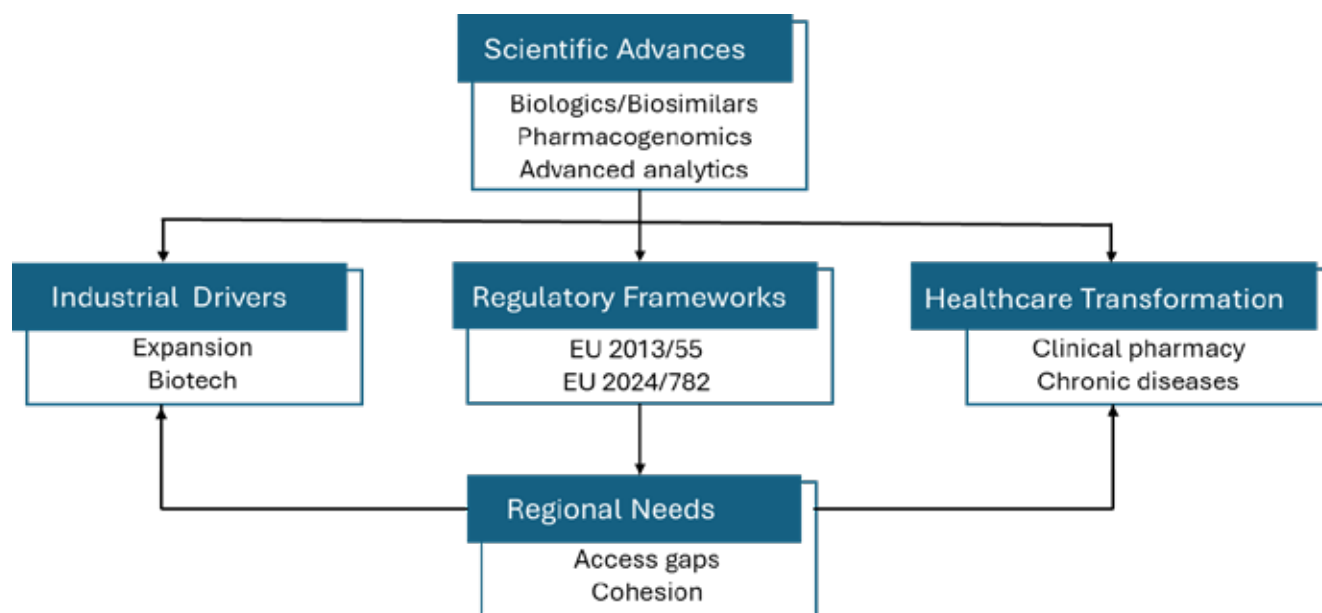 Scientific Advances
Biologics/Biosimilars
Pharmacogenomics
Advanced analytics
Industrial Drivers
Expansion
Biotech
Regulatory Frameworks
EU 2013/55
EU 2024/782
Healthcare Transformation
Clinical pharmacy
Chronic diseases
Regional Needs
Access gaps
Cohesion